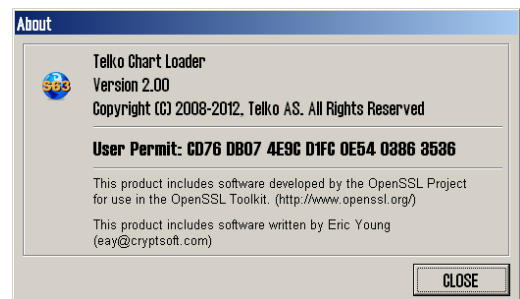 About
Telko Chart Loader
S63
Version 2.00
Copyright (C) 2008-2012, Telko AS. All Rights Reserved
User Permit: CD76 DB07 4E9C D1FC 0E54 0386 3536
This product includes software developed by the OpenSSL Project
for use in the OpenSSL Toolkit. (http://www.openssl.org/)
This product includes software written by Eric Young
(eay@cryptsoft.com)
CLOSE